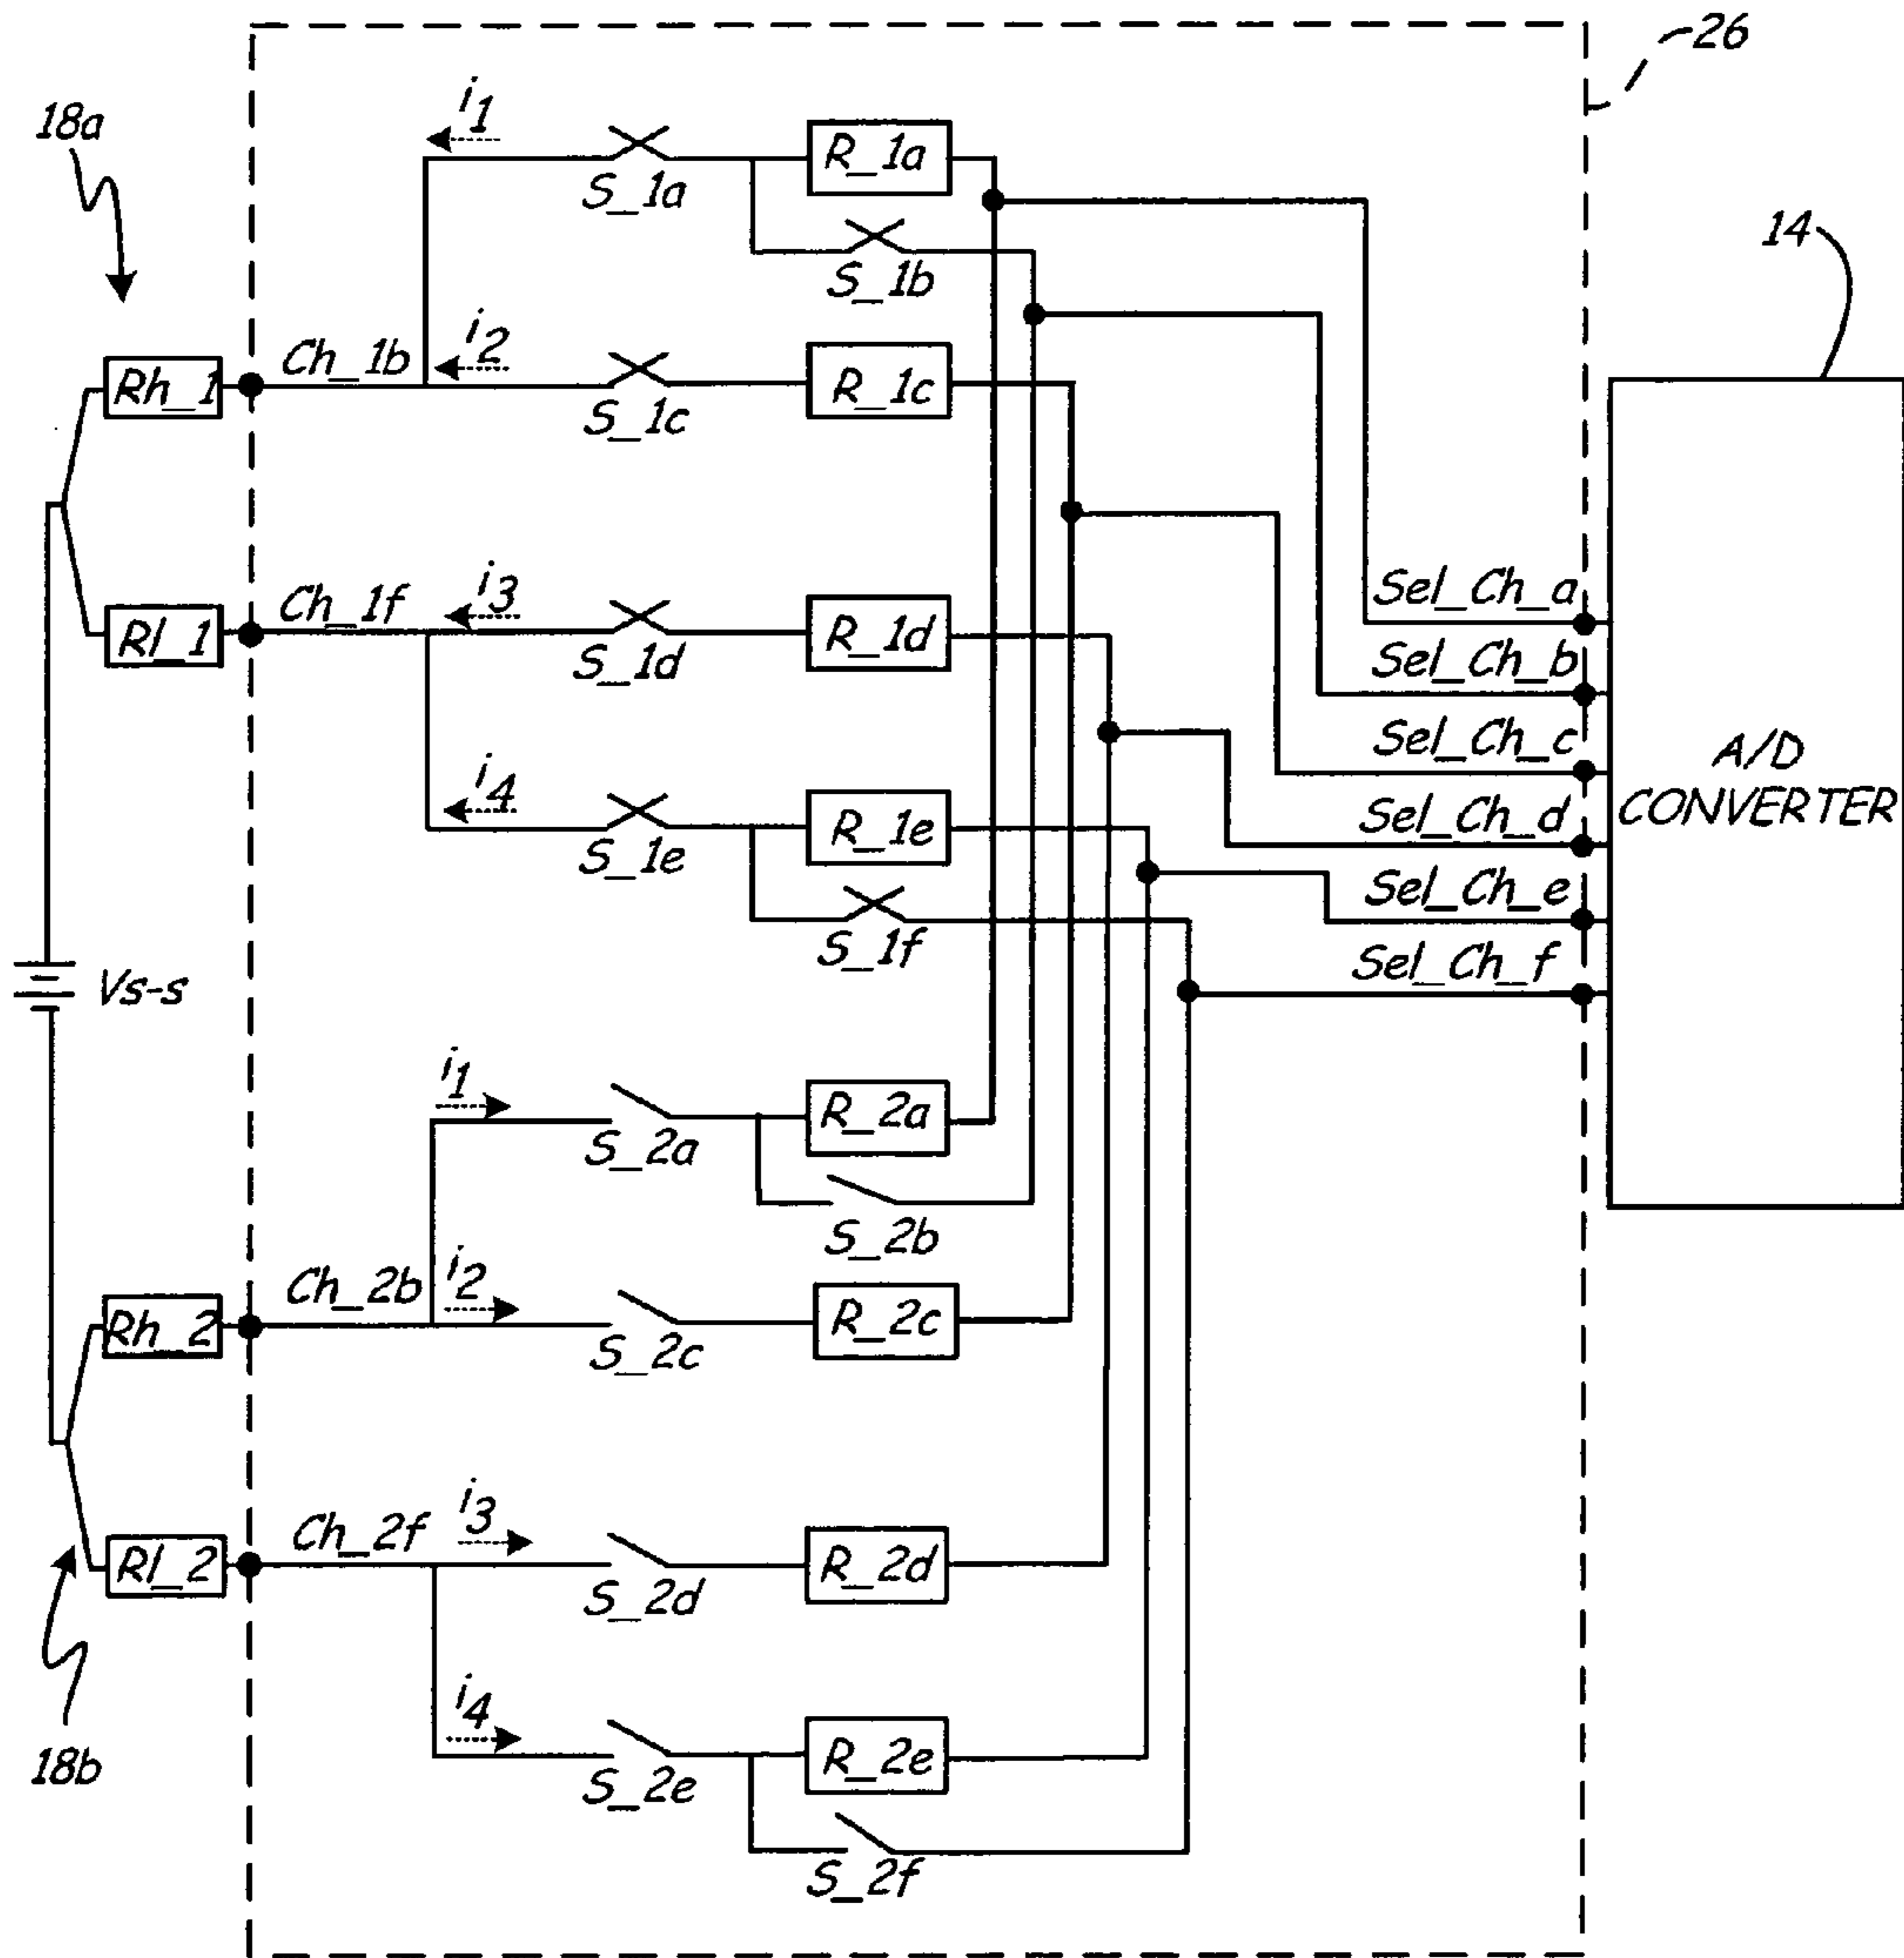 26
18a
i1
R_1a
S_1a
S_1b
14
i2
Ch_1b
Rh_1
R_1c
S_1c
Sel_Ch_a
i3
Ch_1f
Rl_1
R_1d
S_1d
Sel_Ch_b
Sel_Ch_c
A/D
CONVERTER
i4
R_1e
S_1e
Sel_Ch_d
Sel_Ch_e
S_1f
Sel_Ch_f
Vs-s
i1
R_2a
S_2a
S_2b
i2
Ch_2b
Rh_2
R_2c
S_2c
i3
Ch_2f
Rl_2
R_2d
S_2d
i4
R_2e
S_2e
18b
S_2f